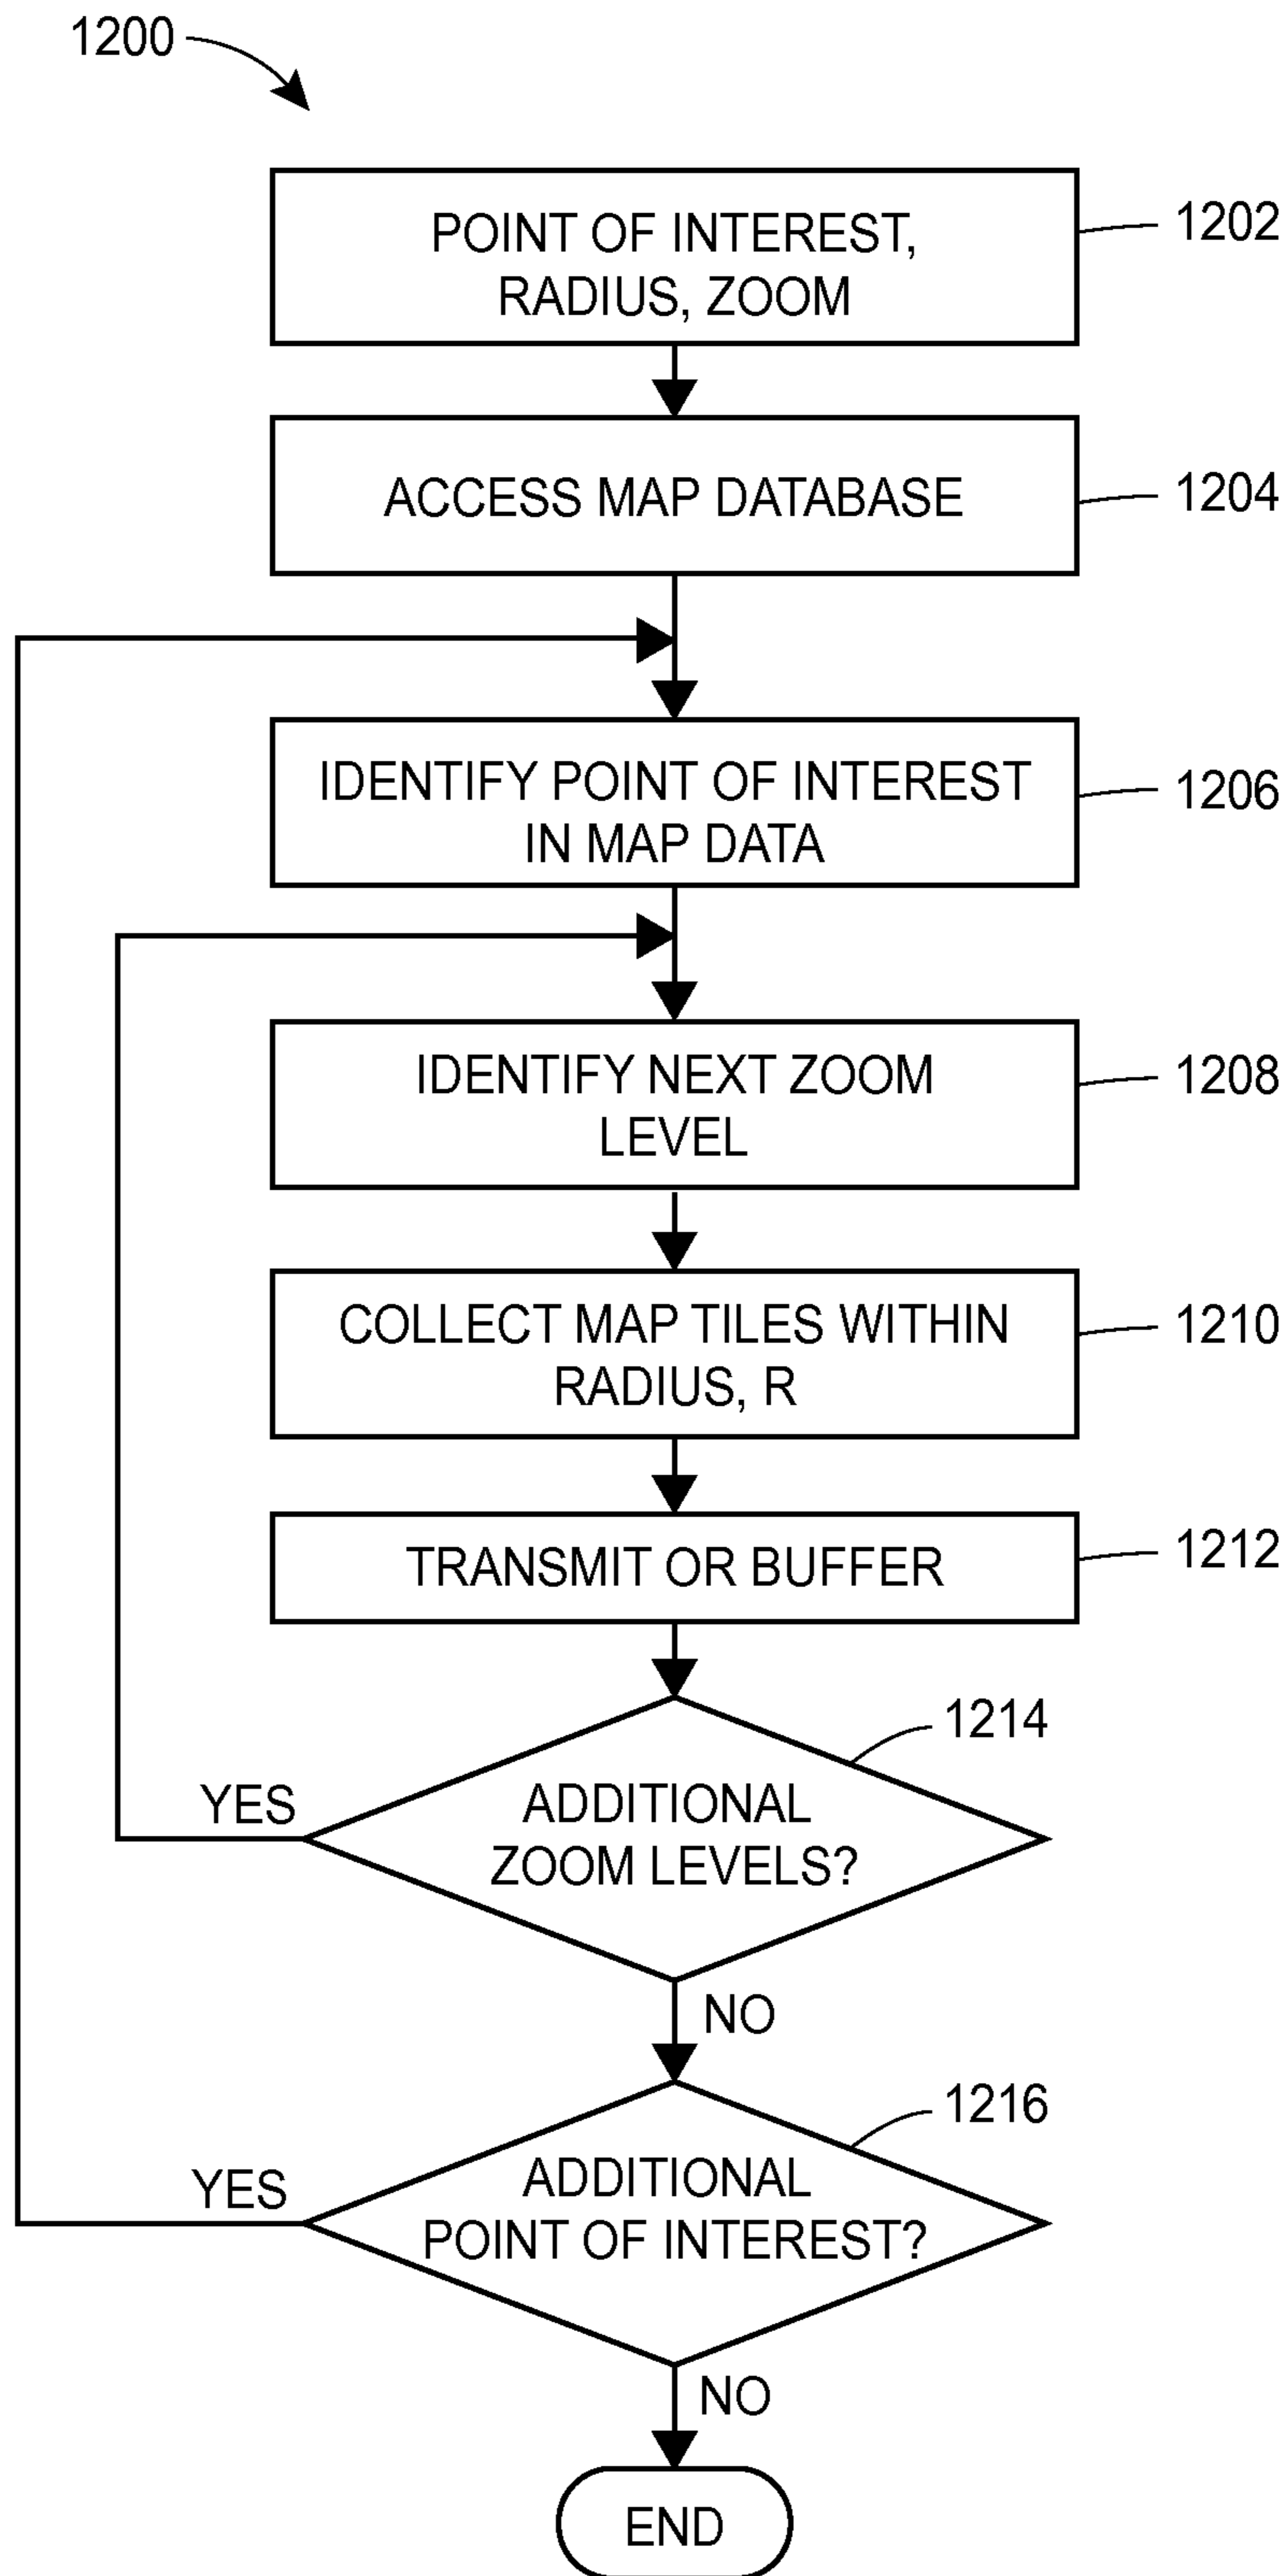 1200
POINT OF INTEREST,
RADIUS, ZOOM
1202
ACCESS MAP DATABASE
1204
IDENTIFY POINT OF INTEREST
IN MAP DATA
1206
IDENTIFY NEXT ZOOM
LEVEL
1208
COLLECT MAP TILES WITHIN
RADIUS, R
1210
TRANSMIT OR BUFFER
1212
1214
YES
ADDITIONAL
ZOOM LEVELS?
NO
1216
YES
ADDITIONAL
POINT OF INTEREST?
NO
END